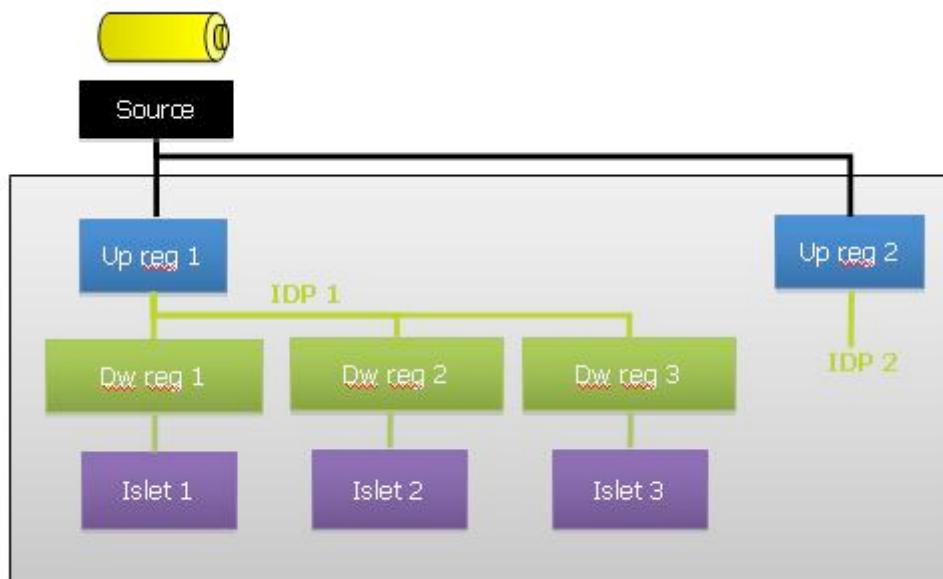 Source
Up reg 1
Up reg 2
IDP 1
IDP 2
Dw reg 1
Dw reg 2
Dw reg 3
Islet 1
Islet 2
Islet 3